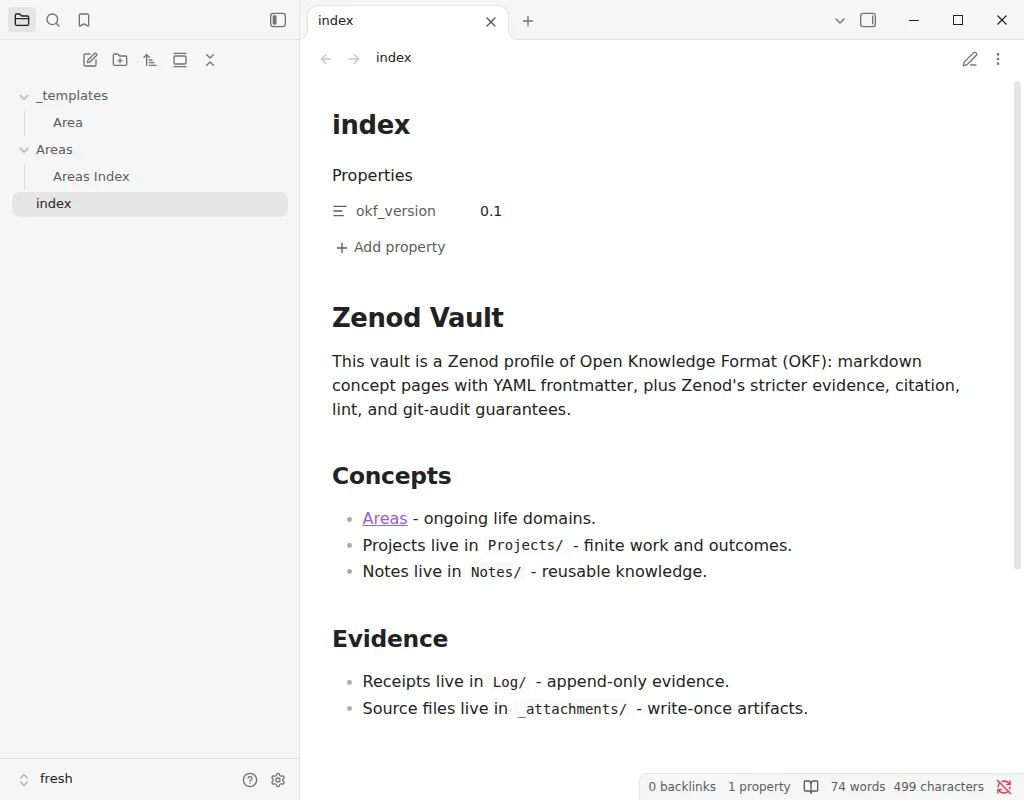 index
index
_templates
Area
Areas
Areas Index
index
index
Properties
okf_version 0.1
Add property
Zenod Vault
This vault is a Zenod profile of Open Knowledge Format (OKF): markdown
concept pages with YAML frontmatter, plus Zenod's stricter evidence, citation,
lint, and git-audit guarantees.
Concepts
Areas - ongoing life domains.
Projects live in Projects/ - finite work and outcomes.
Notes live in Notes/ - reusable knowledge.
Evidence
Receipts live in Log/ - append-only evidence.
Source files live in _attachments/ - write-once artifacts.
fresh
0 backlinks 1 property 74 words 499 characters